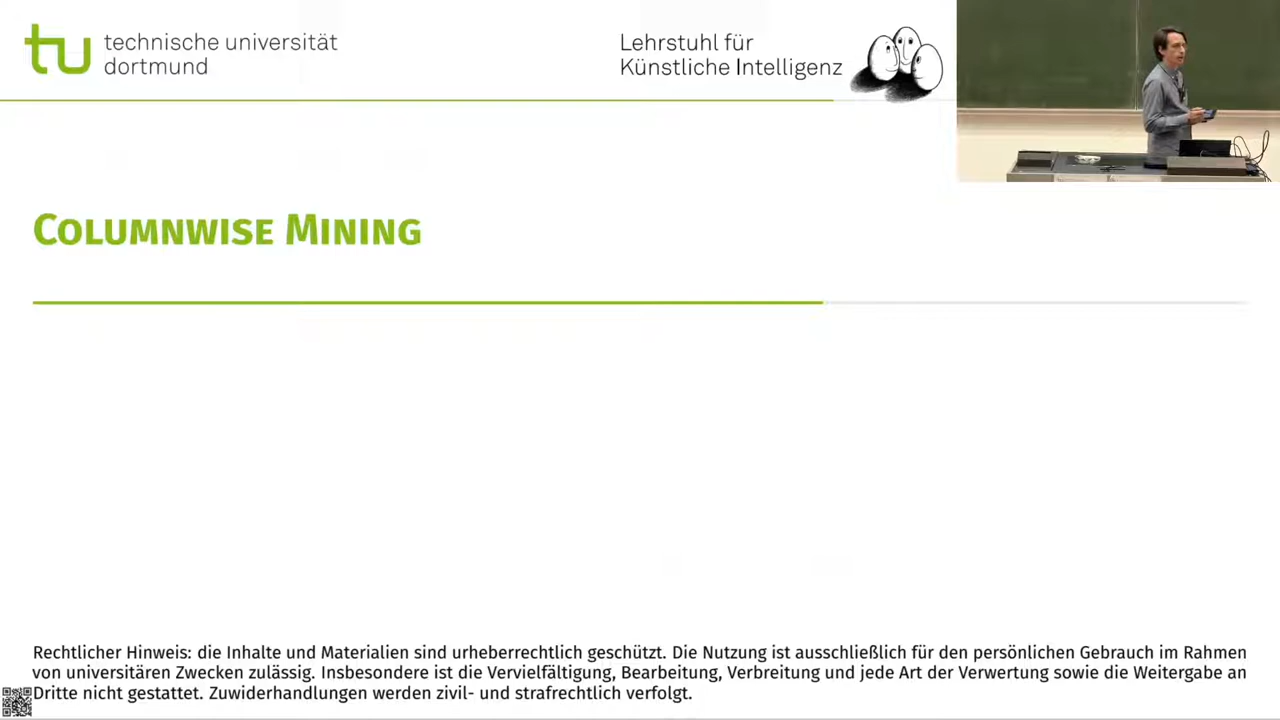 technische universität
dortmund
Lehrstuhl für
Künstliche Intelligenz
Columnwise Mining
Rechtlicher Hinweis: die Inhalte und Materialien sind urheberrechtlich geschützt. Die Nutzung ist ausschließlich für den persönlichen Gebrauch im Rahmen
von universitären Zwecken zulässig. Insbesondere ist die Vervielfältigung, Bearbeitung, Verbreitung und jede Art der Verwertung sowie die Weitergabe an
Dritte nicht gestattet. Zuwiderhandlungen werden zivil- und strafrechtlich verfolgt.